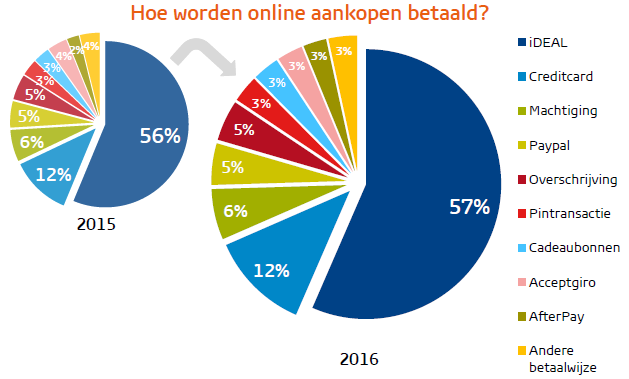 Hoe worden online aankopen betaald?
56%
12%
6%
5%
5%
3%
3%
4%
2%
4%
2015
57%
12%
6%
5%
5%
3%
3%
3%
3%
3%
2016
iDEAL
Creditcard
Machtiging
Paypal
Overschrijving
Pintransactie
Cadeaubonnen
Acceptgiro
AfterPay
Andere
betaalwijze